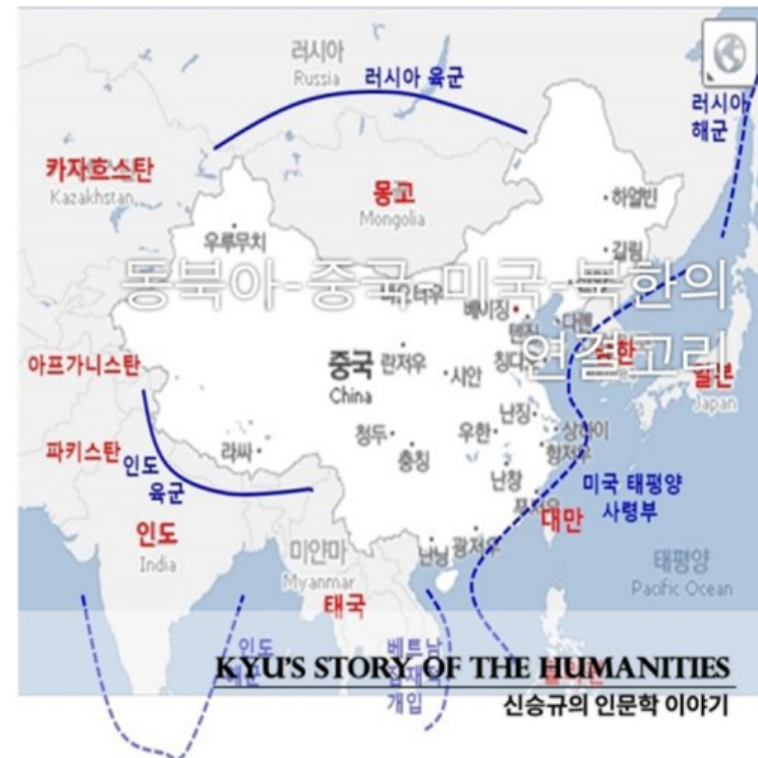 러시아
Russia
러시아 육군
러시아
해군
카자흐스탄
Kazakhstan
몽고
Mongolia
하얼빈
우루무치
길림
동북아-중국-미국-북한의
연결고리
베이징
텐진
다롄
칭다오
아프가니스탄
중국
China
란저우
시안
일본
Japan
파키스탄
인도
육군
라싸
청두
충칭
우한
난징
상하이
항저우
난창
푸저우
대만
미국 태평양
사령부
인도
India
미얀마
Myanmar
난닝
광저우
태평양
Pacific Ocean
태국
인도
베트남
개입
KYU'S STORY OF THE HUMANITIES
신승규의 인문학 이야기